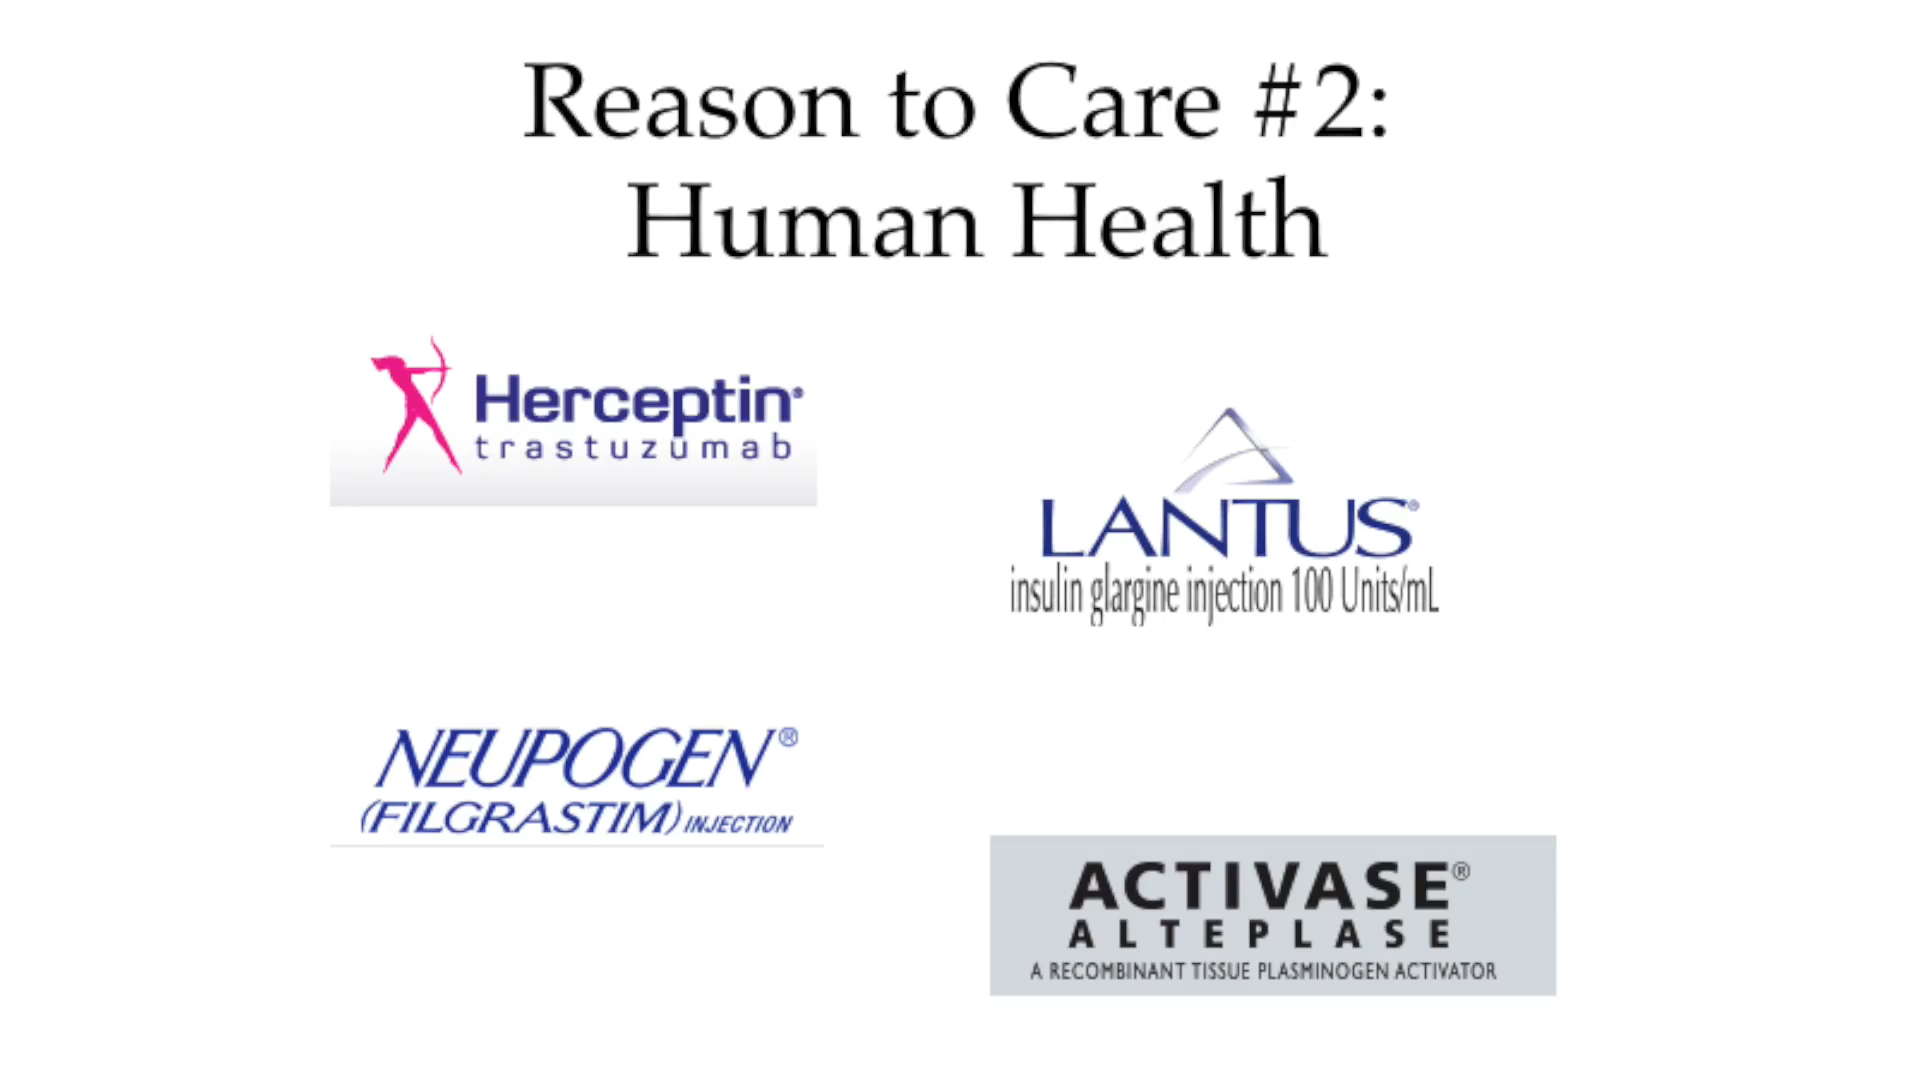 Reason to Care #2:
Human Health
Herceptin®
trastuzumab
LANTUS®
insulin glargine injection 100 Units/mL
NEUPOGEN®
(FILGRASTIM) INJECTION
ACTIVASE®
ALTEPLASE
A RECOMBINANT TISSUE PLASMINOGEN ACTIVATOR